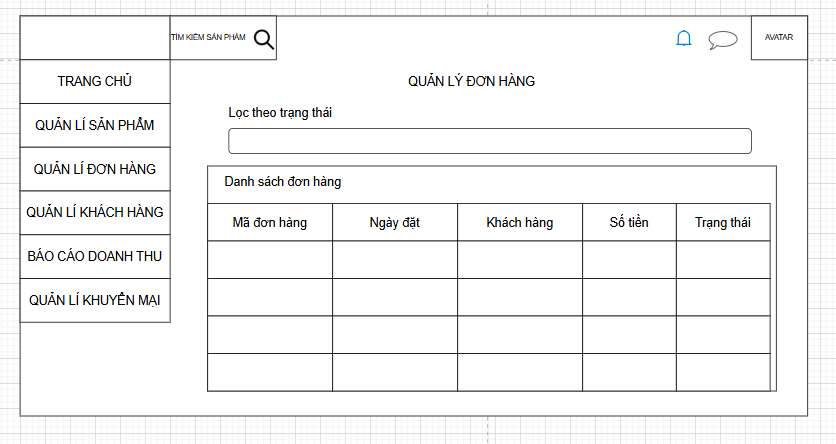 TÌM KIẾM SẢN PHẨM
AVATAR
TRANG CHỦ
QUẢN LÍ SẢN PHẨM
QUẢN LÍ ĐƠN HÀNG
QUẢN LÍ KHÁCH HÀNG
BÁO CÁO DOANH THU
QUẢN LÍ KHUYẾN MẠI
QUẢN LÝ ĐƠN HÀNG
Lọc theo trạng thái
Danh sách đơn hàng
Mã đơn hàng Ngày đặt Khách hàng Số tiền Trạng thái